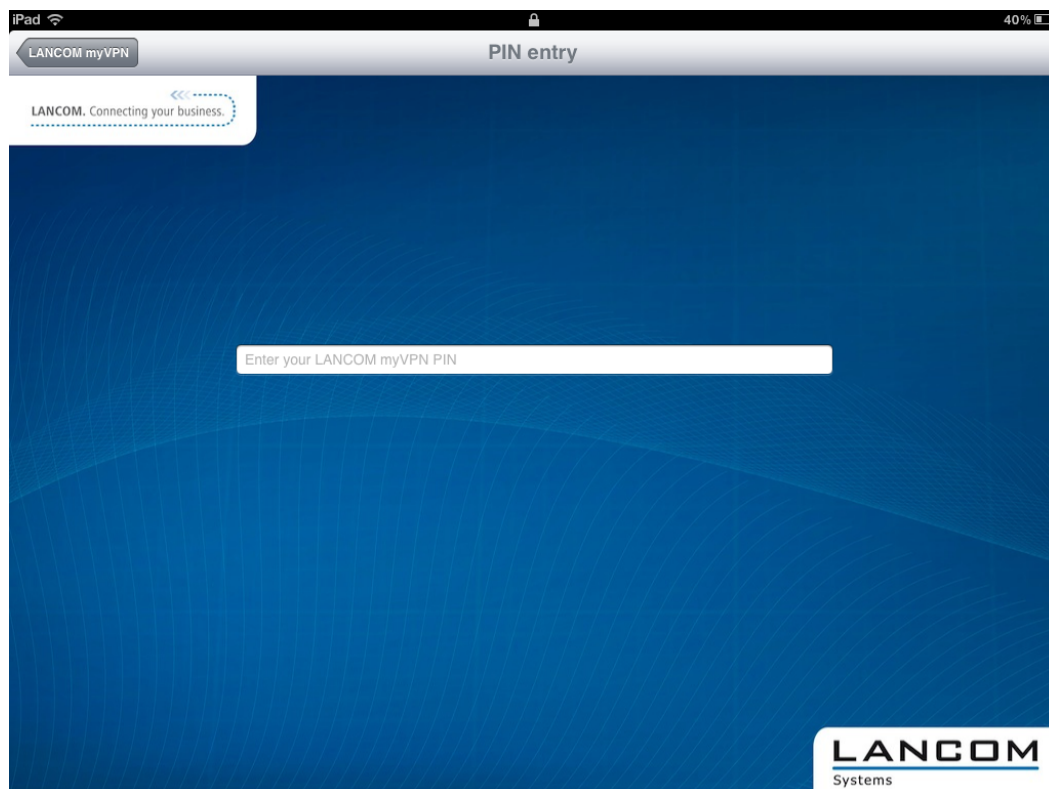 iPad 40%
LANCOM myVPN PIN entry
LANCOM. Connecting your business.
Enter your LANCOM myVPN PIN
LANCOM
Systems